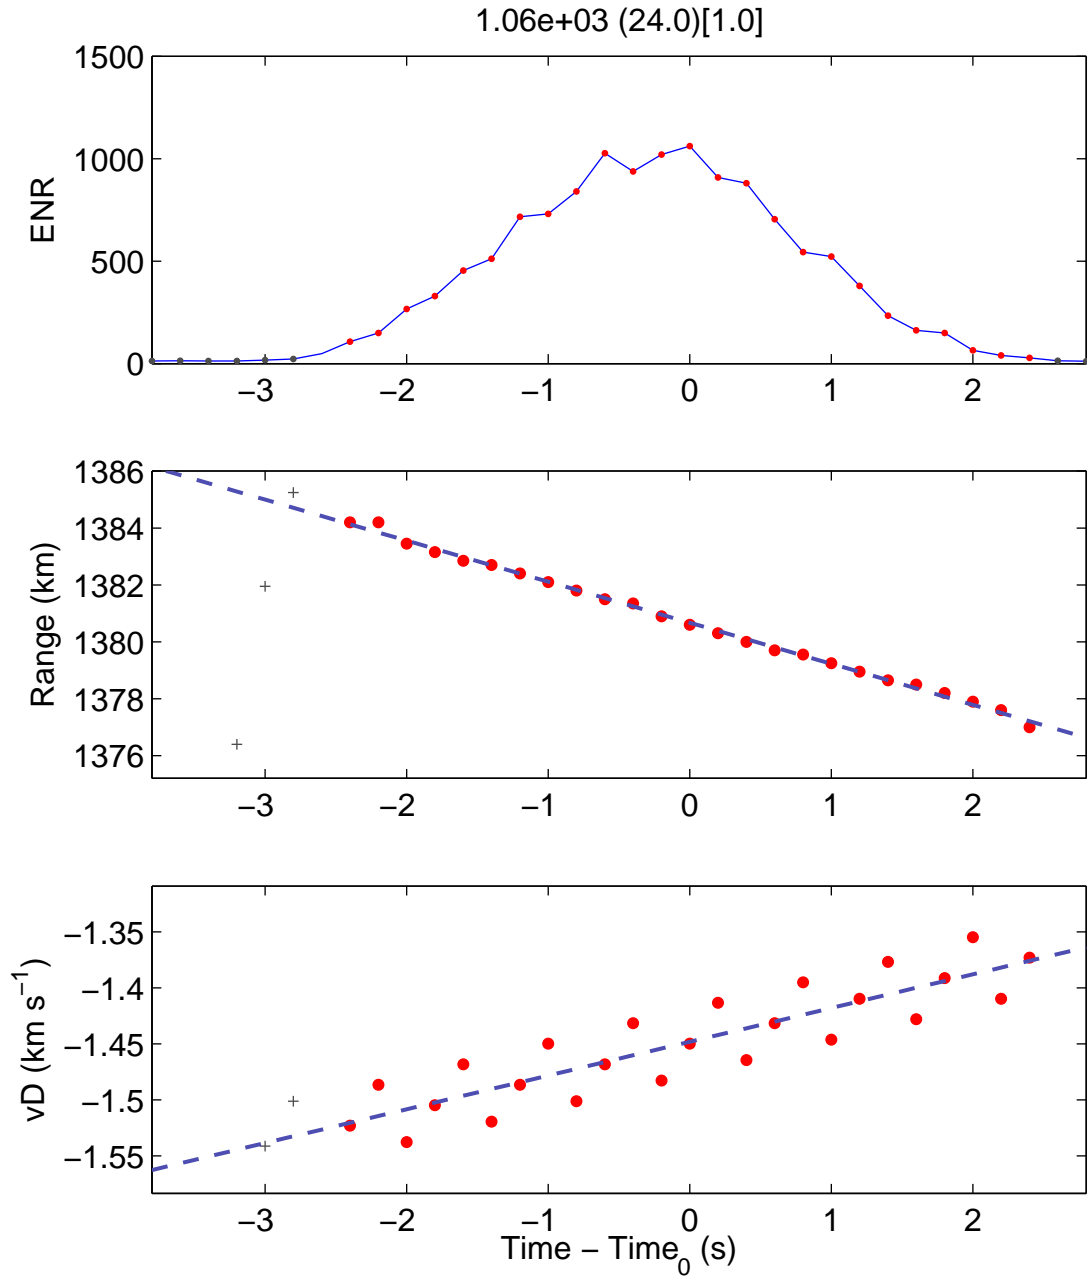 1.06e+03 (24.0)[1.0]
1500
1000
500
0
ENR
−3 −2 −1 0 1 2
1386
1384
1382
1380
1378
1376
Range (km)
−3 −2 −1 0 1 2
−1.35
−1.4
−1.45
−1.5
−1.55
vD (km s−1)
−3 −2 −1 0 1 2
Time − Time0 (s)